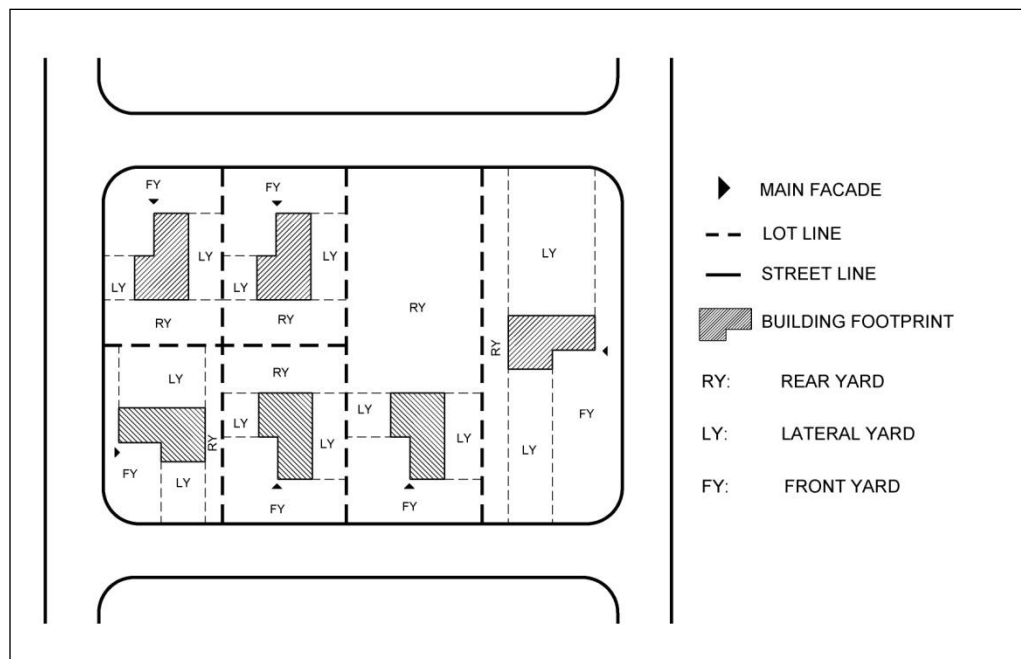 FY
FY
LY
LY
LY
LY
LY
RY
RY
RY
RY
RY
LY
LY
LY
LY
LY
RY
FY
FY
LY
LY
LY
FY
FY
MAIN FACADE
LOT LINE
STREET LINE
BUILDING FOOTPRINT
RY: REAR YARD
LY: LATERAL YARD
FY: FRONT YARD